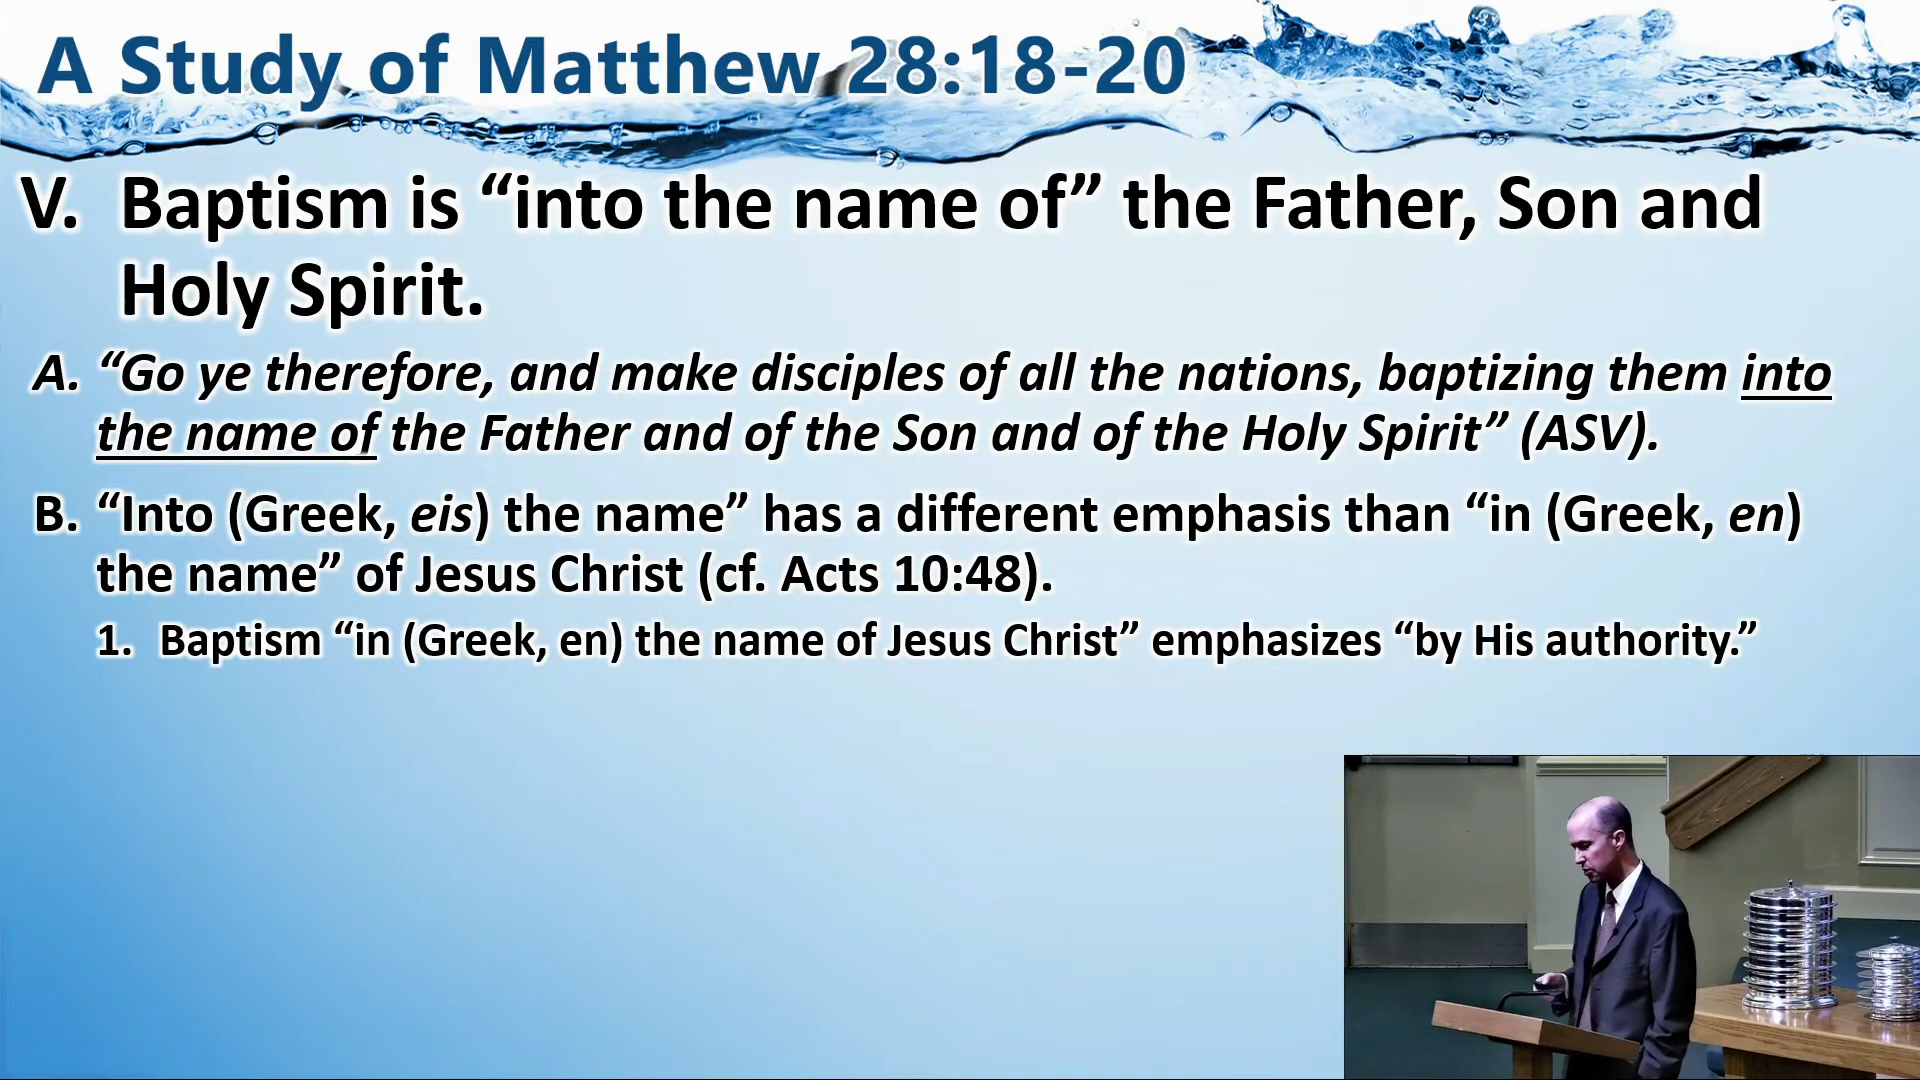 A Study of Matthew 28:18-20
V. Baptism is “into the name of” the Father, Son and
Holy Spirit.
A. “Go ye therefore, and make disciples of all the nations, baptizing them into
the name of the Father and of the Son and of the Holy Spirit” (ASV).
B. “Into (Greek, eis) the name” has a different emphasis than “in (Greek, en)
the name” of Jesus Christ (cf. Acts 10:48).
1. Baptism “in (Greek, en) the name of Jesus Christ” emphasizes “by His authority.”